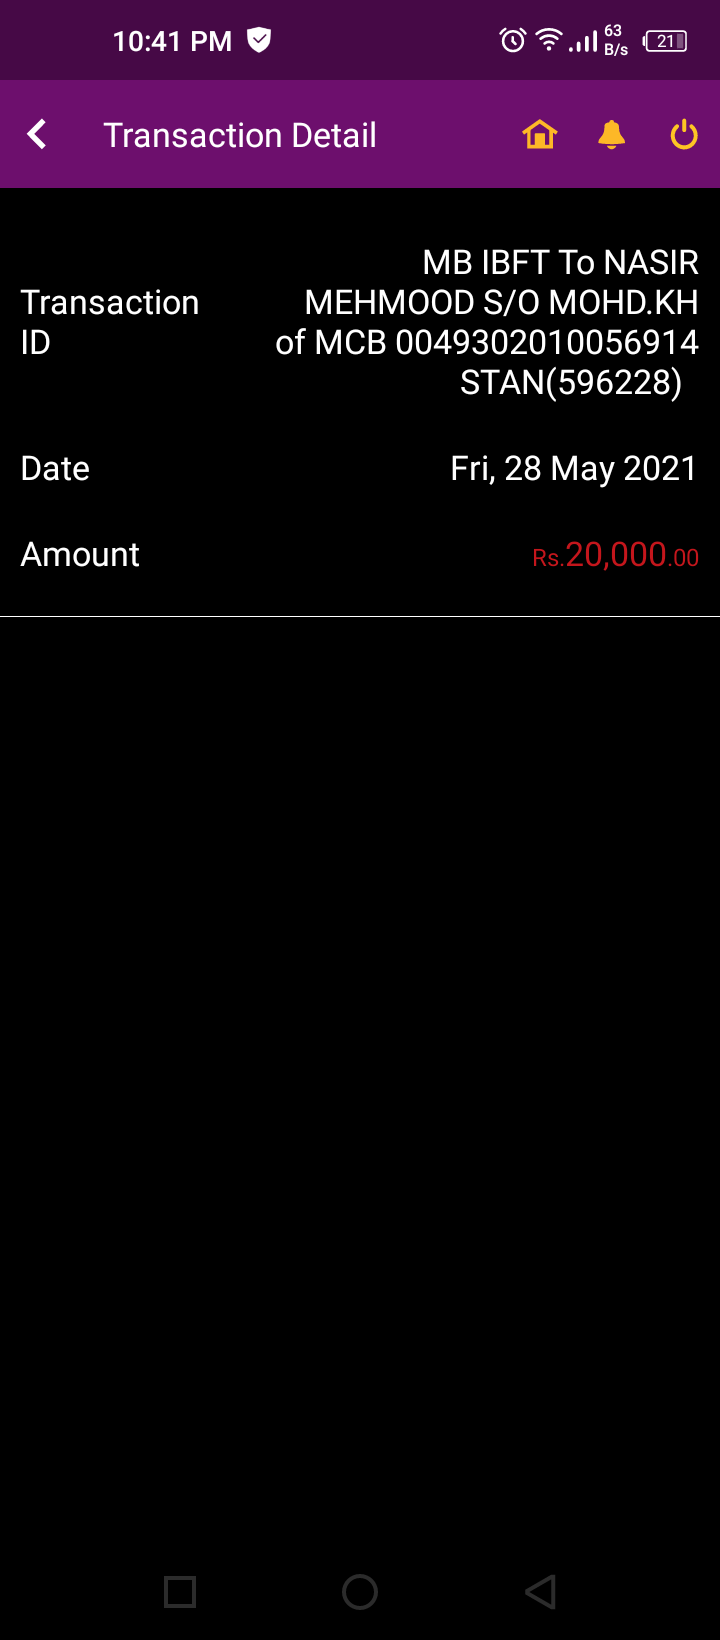 10:41 PM 63 B/s 21
Transaction Detail
MB IBFT To NASIR
Transaction MEHMOOD S/O MOHD.KH
ID of MCB 0049302010056914
STAN(596228)
Date Fri, 28 May 2021
Amount Rs.20,000.00